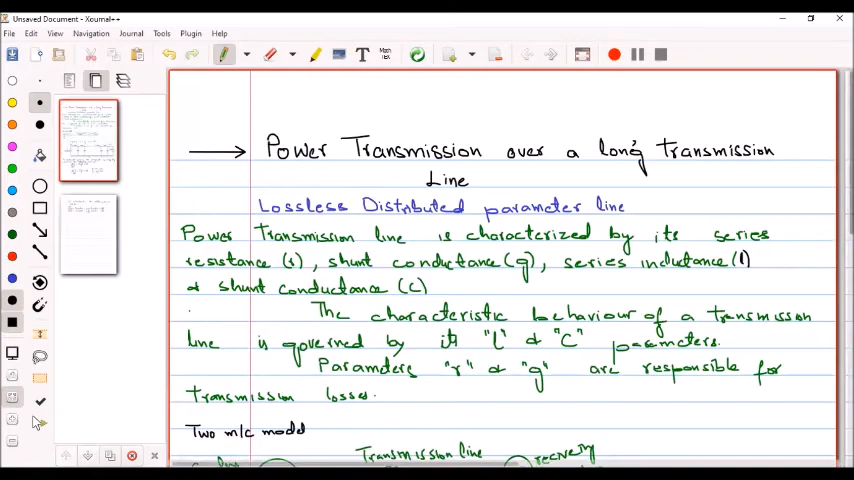 Unsaved Document - Xournal++
File Edit View Navigation Journal Tools Plugin Help
Math
TEX
Power Transmission over a long transmission
Line
Lossless Distributed parameter line
Power Transmission line is characterized by its series
resistance (r), shunt conductance (g), series inductance (l)
& shunt conductance (C)
The characteristic behaviour of a transmission
line is governed by its "l" & "C" parameters.
Parameters "r" & "g" are responsible for
transmission losses.
Two m/c model
Transmission line